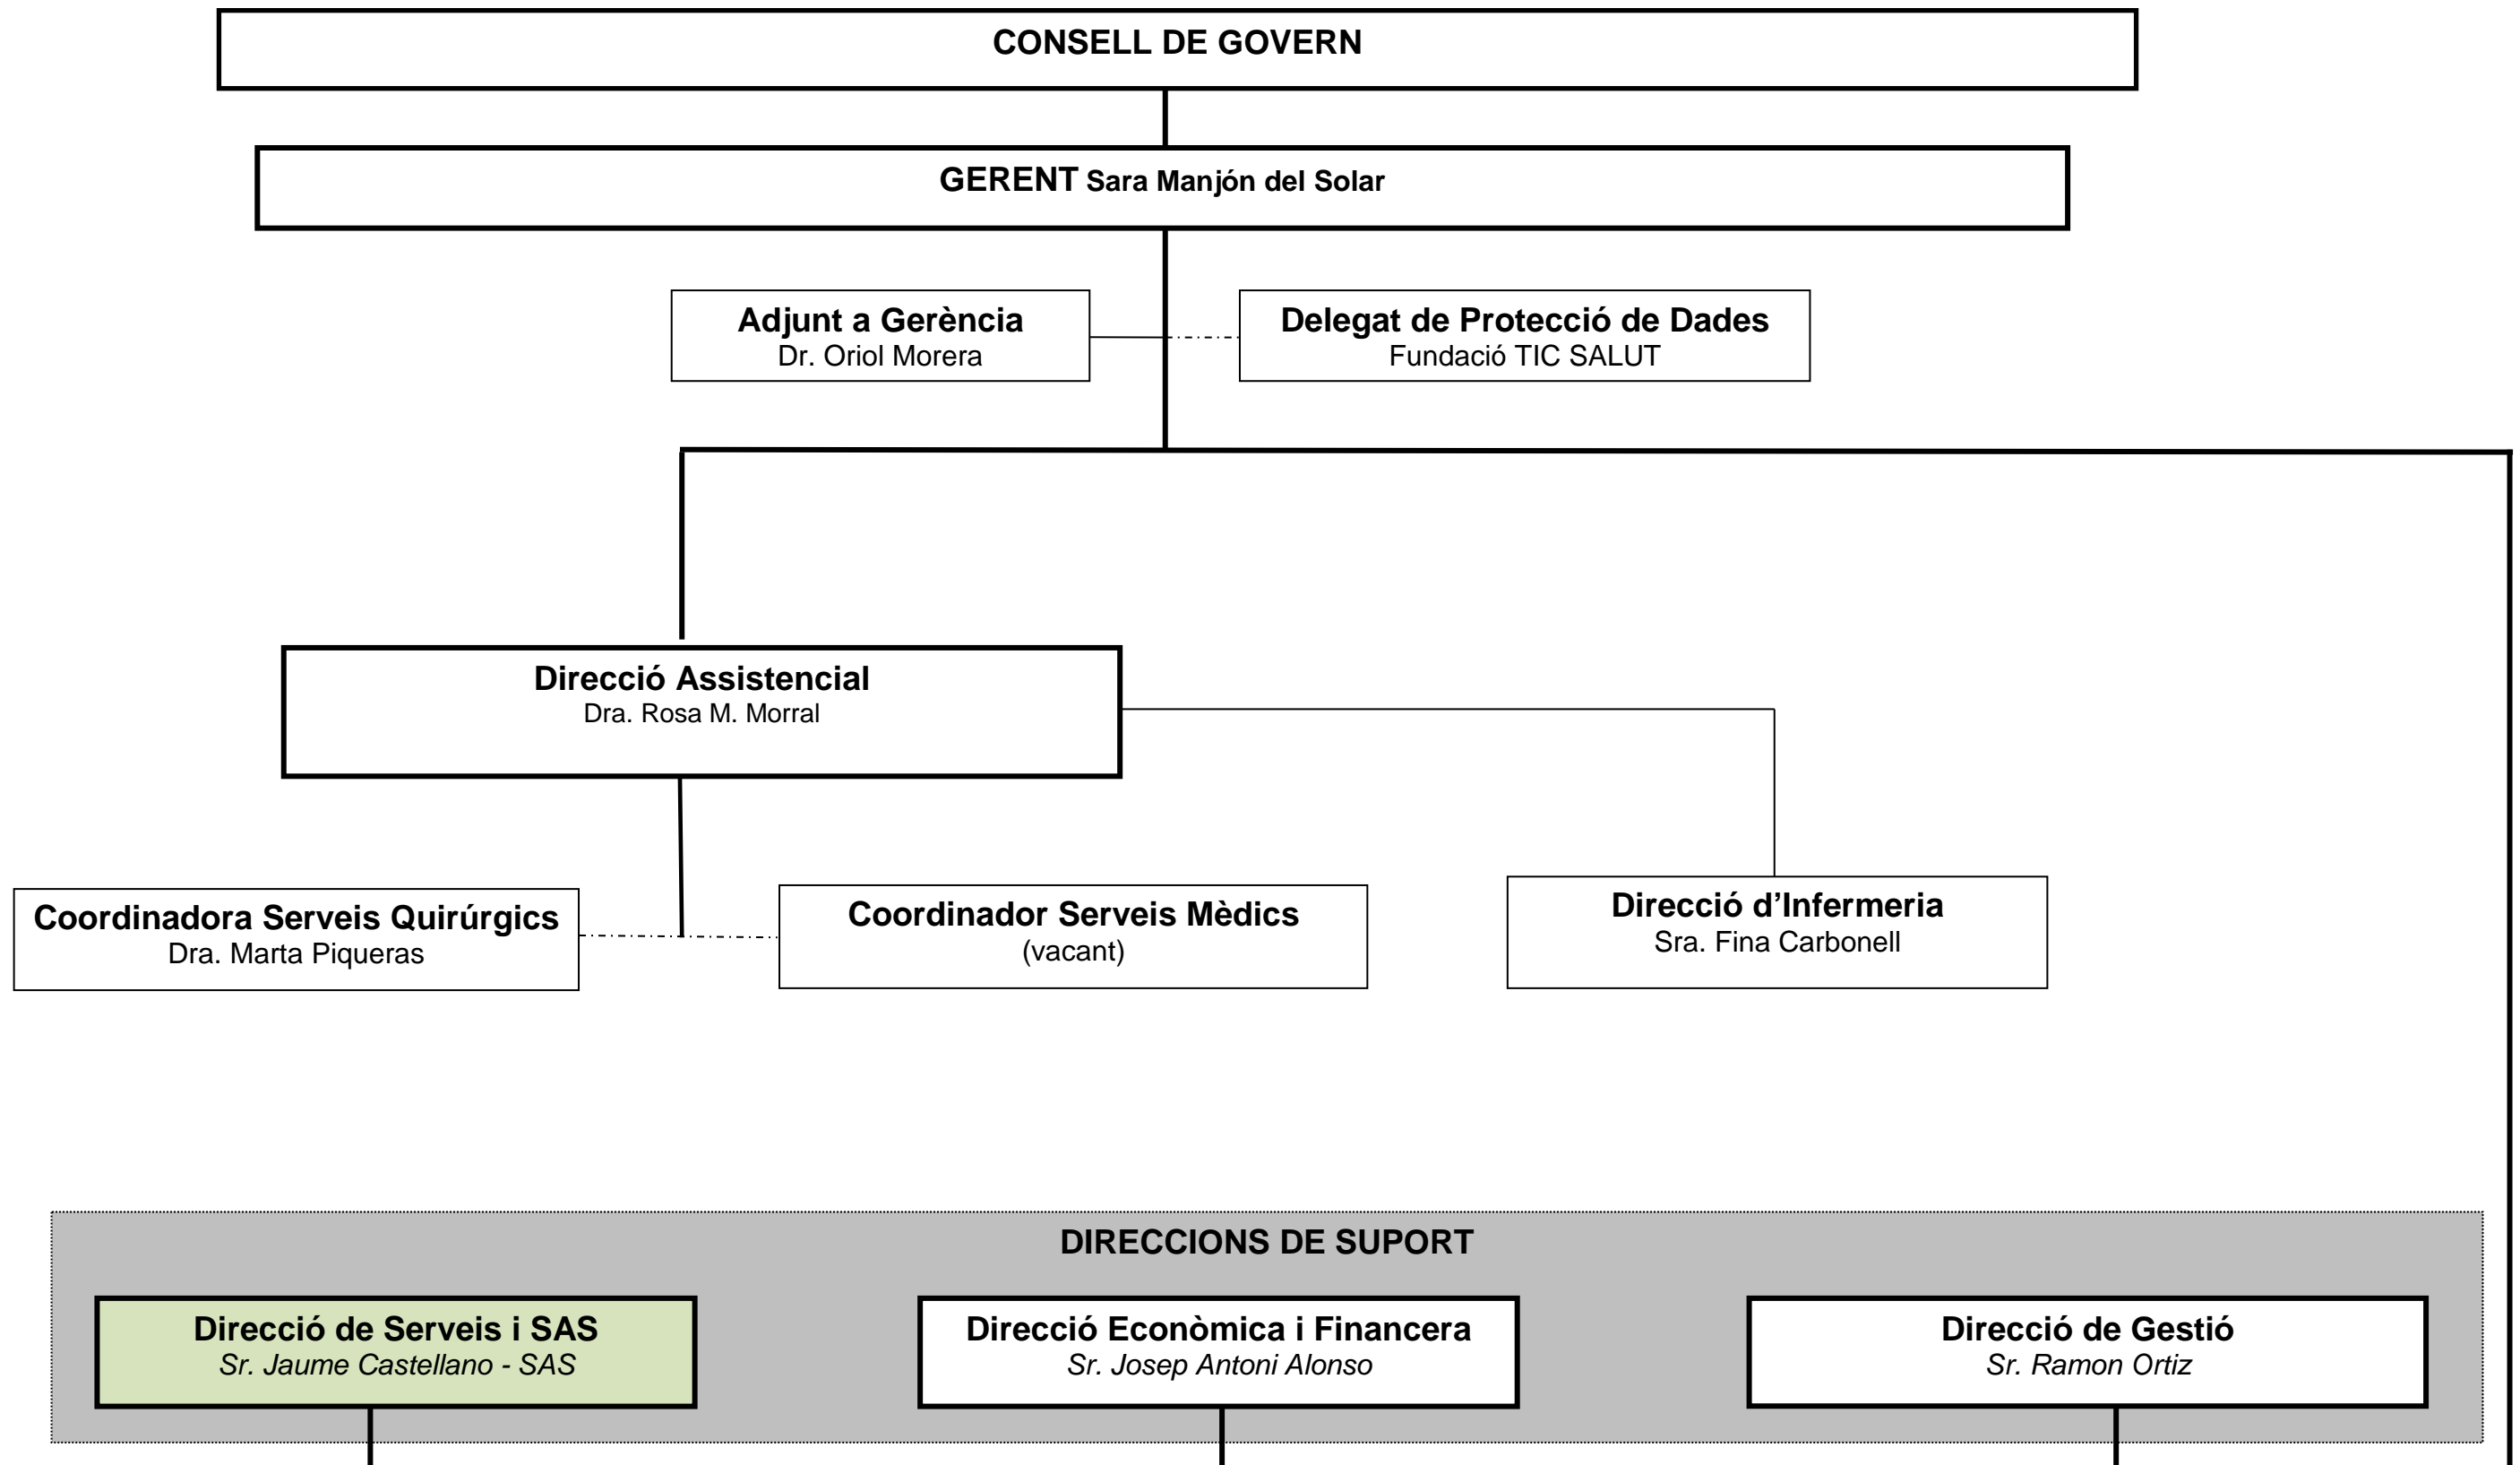 CONSELL DE GOVERN
GERENT Sara Manjón del Solar
Adjunt a Gerència
Dr. Oriol Morera
Delegat de Protecció de Dades
Fundació TIC SALUT
Direcció Assistencial
Dra. Rosa M. Morral
Coordinadora Serveis Quirúrgics
Dra. Marta Piqueras
Coordinador Serveis Mèdics
(vacant)
Direcció d’Infermeria
Sra. Fina Carbonell
DIRECCIONS DE SUPORT
Direcció de Serveis i SAS
Sr. Jaume Castellano - SAS
Direcció Econòmica i Financera
Sr. Josep Antoni Alonso
Direcció de Gestió
Sr. Ramon Ortiz